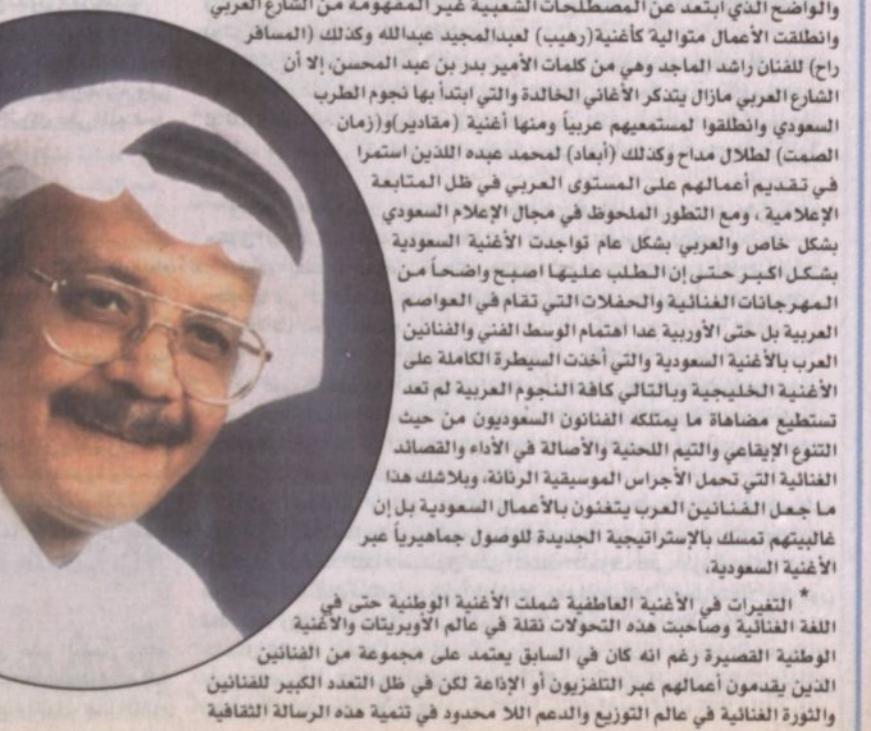 والواضح الذي ابتعد عن المصطلحات الشعبية غير المفهومة من الشارع العربي
وانطلقت الأعمال متوالية كأغنية(رهيب) لعبدالمجيد عبدالله وكذلك (المسافر
راح) للفنان راشد الماجد وهي من كلمات الأمير بدر بن عبد المحسن، إلا أن
الشارع العربي مازال يتذكر الأغاني الخالدة والتي ابتدأ بها نجوم الطرب
السعودي وانطلقوا لمستمعيهم عربياً ومنها أغنية (مقادير)و((زمان
الصمت) لطلال مداح وكذلك (أبعاد) لمحمد عبده اللذين استمرا
في تقديم أعمالهم على المستوى العربي في ظل المتابعة
الإعلامية ، ومع التطور الملحوظ في مجال الإعلام السعودي
بشكل خاص والعربي بشكل عام تواجدت الأغنية السعودية
بشكل اكبر حتى إن الطلب عليها اصبح واضحاً من
المهرجانات الغنائية والحفلات التي تقام في العواصم
العربية بل حتى الأوربية عدا اهتمام الوسط الفني والفنانين
العرب بالأغنية السعودية والتي أخذت السيطرة الكاملة على
الأغنية الخليجية وبالتالي كافة النجوم العربية لم تعد
تستطيع مضاهاة ما يمتلكه الفنانون السعوديون من حيث
التنوع الإيقاعي والتيم اللحنية والأصالة في الأداء والقصائد
الغنائية التي تحمل الأجراس الموسيقية الرنانة، وبلاشك هذا
ما جعل الفنانين العرب يتغنون بالأعمال السعودية بل إن
غالبيتهم تمسك بالإستراتيجية الجديدة للوصول جماهيرياً عبر
الأغنية السعودية،
* التغيرات في الأغنية العاطفية شملت الأغنية الوطنية حتى في
اللغة الغنائية وصاحبت هذه التحولات نقلة في عالم الأوبريتات والأغنية
الوطنية القصيرة رغم انه كان في السابق يعتمد على مجموعة من الفنانين
الذين يقدمون أعمالهم عبر التلفزيون أو الإذاعة لكن في ظل التعدد الكبير للفنانين
والثورة الغنائية في عالم التوزيع والدعم اللا محدود في تنمية هذه الرسالة الثقافية